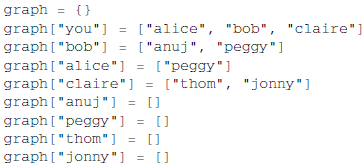 graph = {}
graph["you"] = ["alice", "bob", "claire"]
graph["bob"] = ["anuj", "peggy"]
graph["alice"] = ["peggy"]
graph["claire"] = ["thom", "jonny"]
graph["anuj"] = []
graph["peggy"] = []
graph["thom"] = []
graph["jonny"] = []